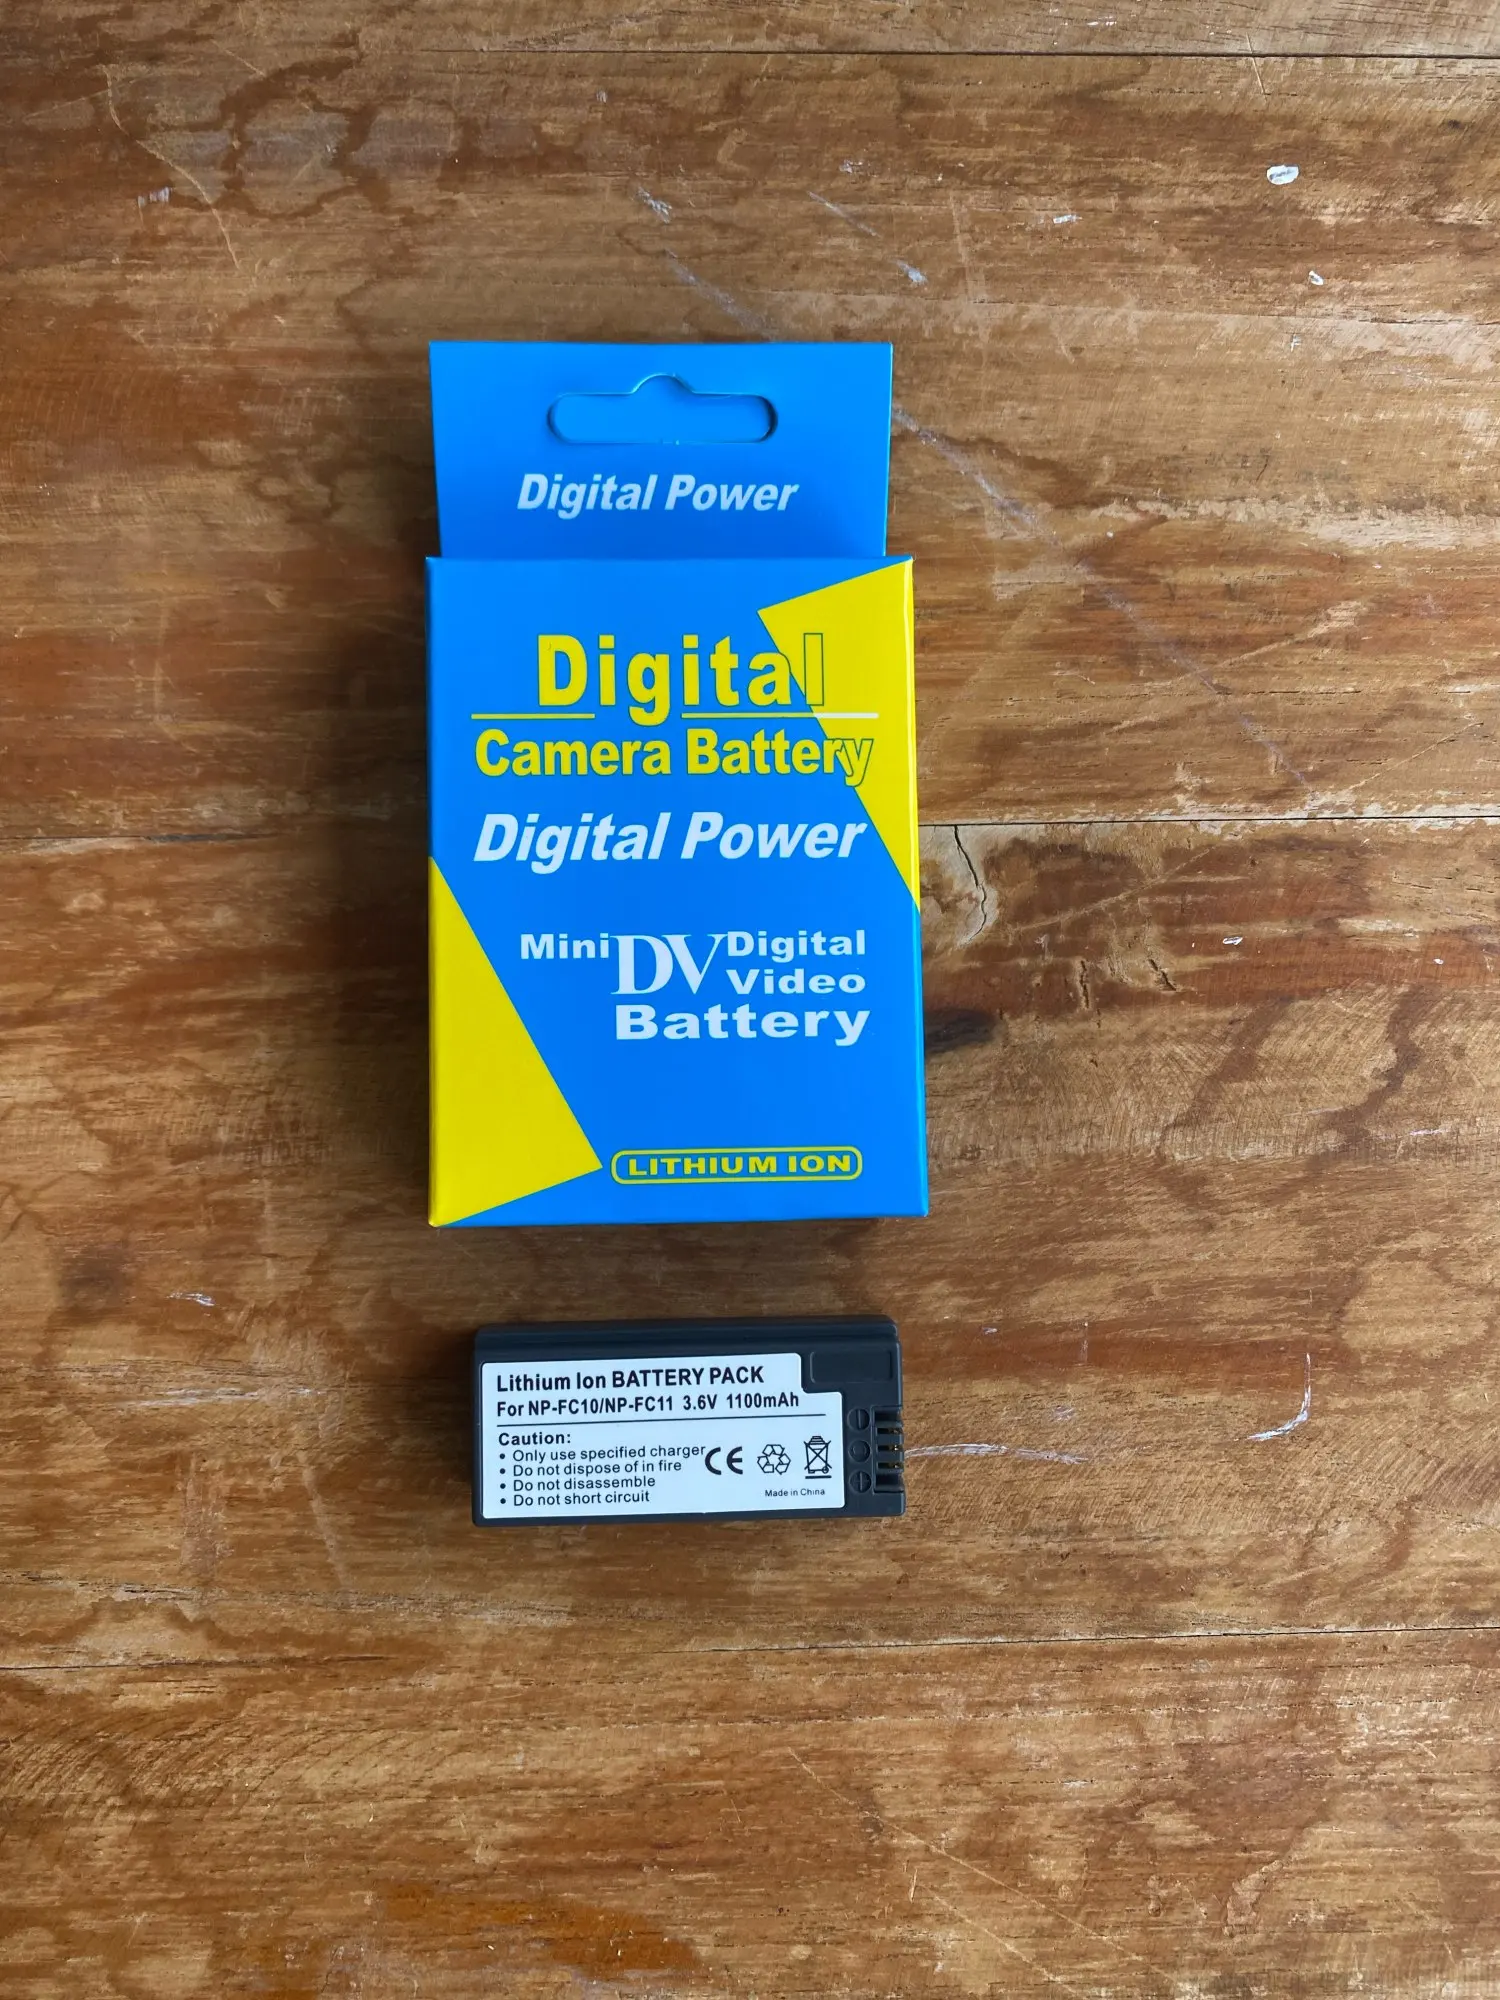 Digital Power
Digital
Camera Battery
Digital Power
Mini DV Digital
Video
Battery
LITHIUM ION
Lithium Ion BATTERY PACK
For NP-FC10/NP-FC11 3.6V 1100mAh
Caution:
• Only use specified charger
• Do not dispose of in fire
• Do not disassemble
• Do not short circuit
CE
Made in China